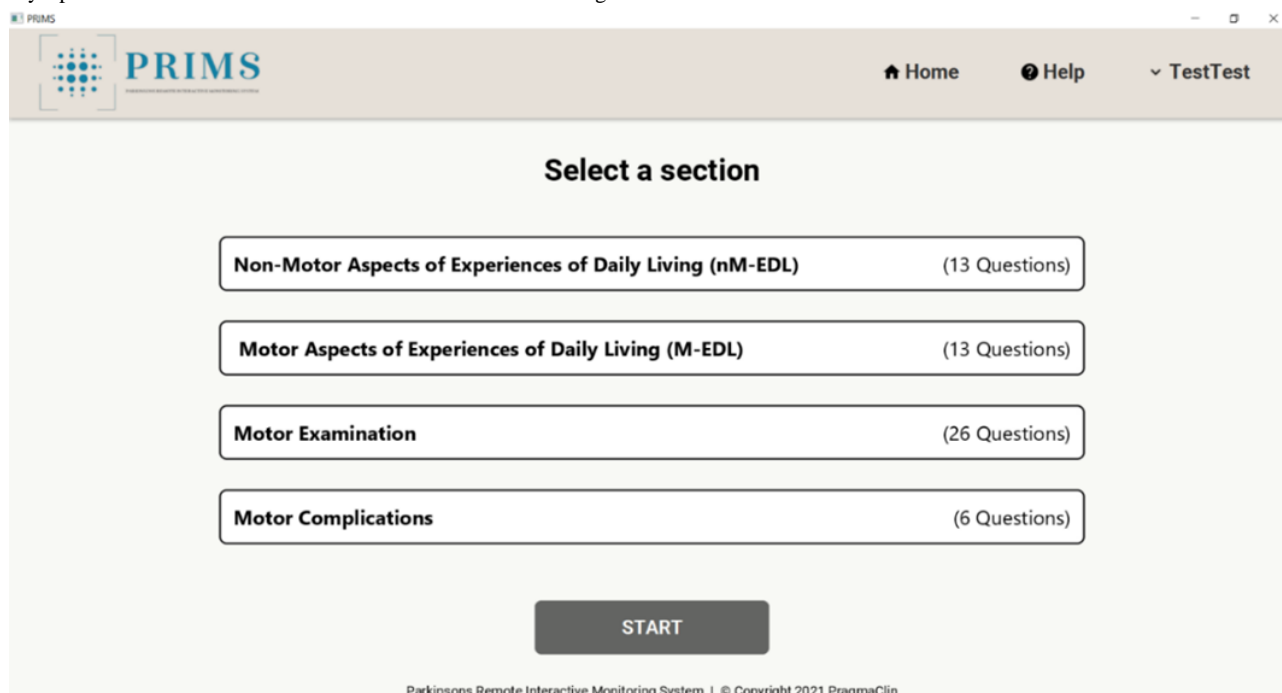 PRIMS
PRIMS
Home
Help
TestTest
Select a section
Non-Motor Aspects of Experiences of Daily Living (nM-EDL) (13 Questions)
Motor Aspects of Experiences of Daily Living (M-EDL) (13 Questions)
Motor Examination (26 Questions)
Motor Complications (6 Questions)
START
Parkinsons Remote Interactive Monitoring System | © Copyright 2021 PragmaClin